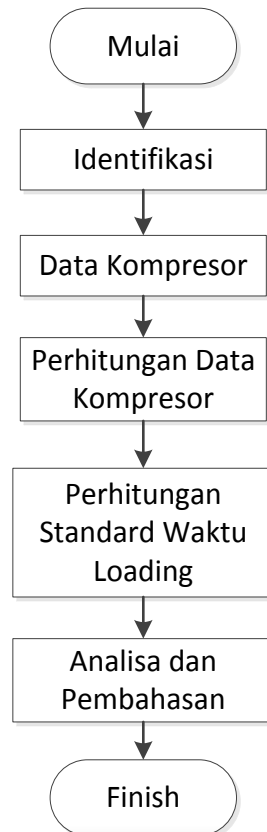 Mulai
Identifikasi
Data Kompresor
Perhitungan Data
Kompresor
Perhitungan
Standard Waktu
Loading
Analisa dan
Pembahasan
Finish